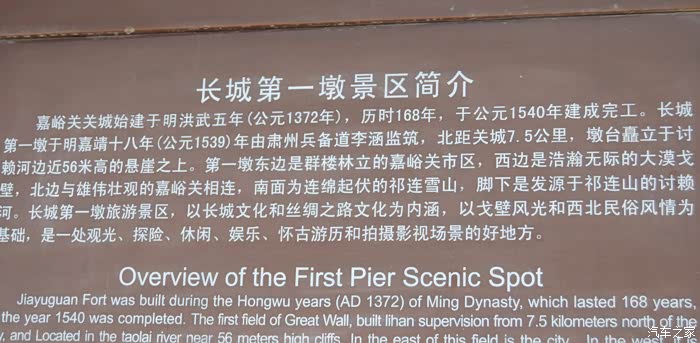 长城第一墩景区简介
嘉峪关关城始建于明洪武五年(公元1372年)，历时168年，于公元1540年建成完工。长城
第一墩于明嘉靖十八年(公元1539)年由肃州兵备道李涵监筑，北距关城7.5公里，墩台矗立于讨
赖河边近56米高的悬崖之上。第一墩东边是群楼林立的嘉峪关市区，西边是浩瀚无际的大漠戈
壁，北边与雄伟壮观的嘉峪关相连，南面为连绵起伏的祁连雪山，脚下是发源于祁连山的讨赖
河。长城第一墩旅游景区，以长城文化和丝绸之路文化为内涵，以戈壁风光和西北民俗风情为
基础，是一处观光、探险、休闲、娱乐、怀古游历和拍摄影视场景的好地方。
Overview of the First Pier Scenic Spot
Jiayuguan Fort was built during the Hongwu years (AD 1372) of Ming Dynasty, which lasted 168 years,
the year 1540 was completed. The first field of Great Wall, built lihan supervision from 7.5 kilometers north of the
and Located in the taolai river near 56 meters high cliffs. In the east of this field is the city. In the west
汽车之家